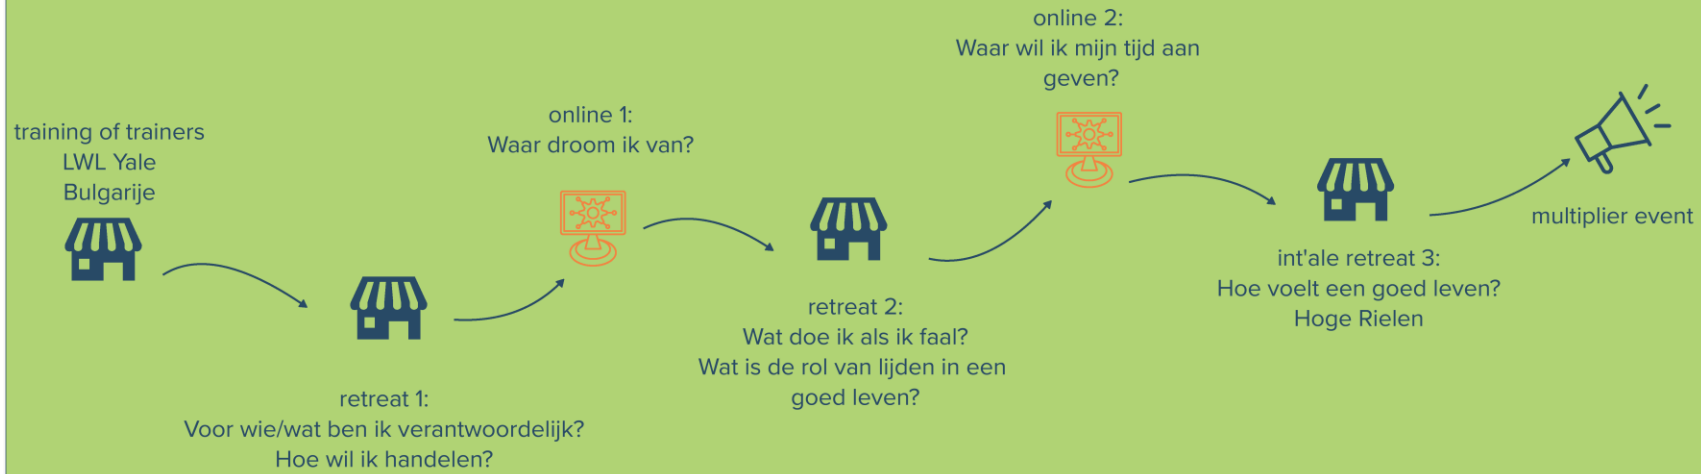 training of trainers
LWL Yale
Bulgarije
retreat 1:
Voor wie/wat ben ik verantwoordelijk?
Hoe wil ik handelen?
online 1:
Waar droom ik van?
retreat 2:
Wat doe ik als ik faal?
Wat is de rol van lijden in een
goed leven?
online 2:
Waar wil ik mijn tijd aan
geven?
int'ale retreat 3:
Hoe voelt een goed leven?
Hoge Rielen
multiplier event